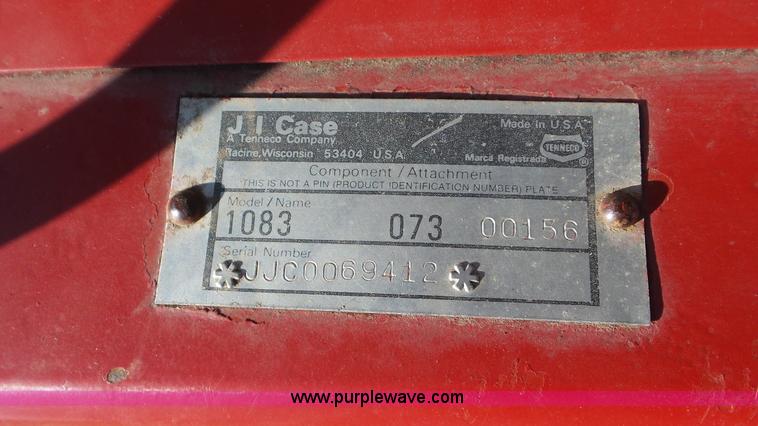 J I Case
A Tenneco Company
Racine, Wisconsin 53404 U.S.A.
Made in U.S.A.
TENNECO
®
Marca Registrada
Component / Attachment
THIS IS NOT A PIN (PRODUCT IDENTIFICATION NUMBER) PLATE
Model / Name
1083 073 00156
Serial Number
*JJC0069412*
www.purplewave.com